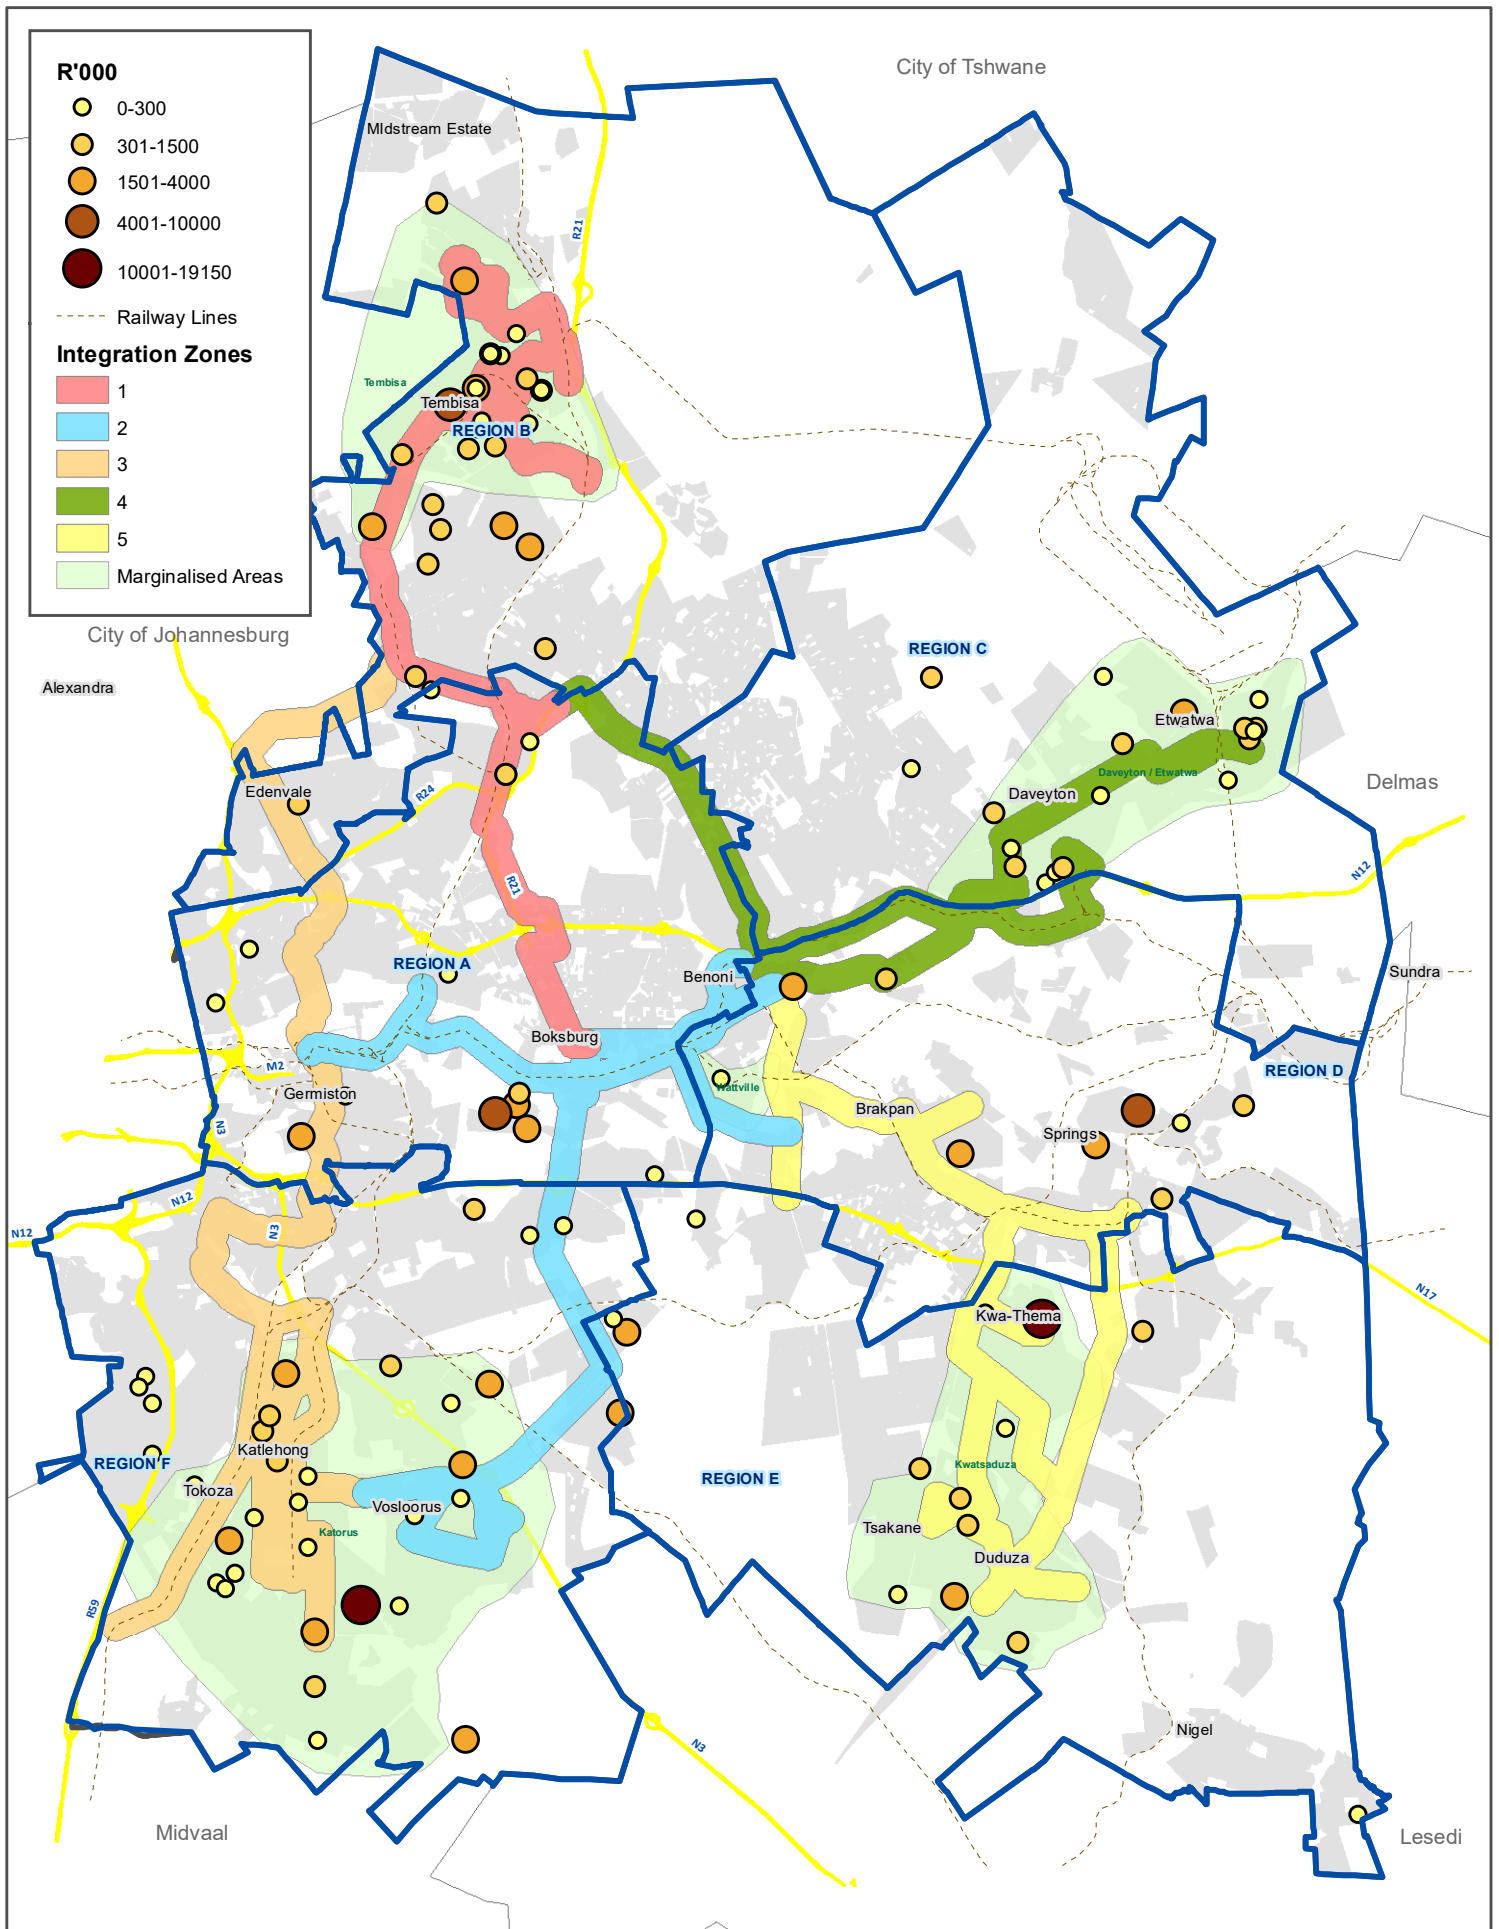 City of Tshwane
R'000
0-300
301-1500
1501-4000
4001-10000
10001-19150
Railway Lines
Integration Zones
1
2
3
4
5
Marginalised Areas
MIdstream Estate
R21
Tembisa
Tembisa
REGION B
City of Johannesburg
Alexandra
REGION C
Etwatwa
Daveyton / Etwatwa
Daveyton
Delmas
Edenvale
R24
R21
N12
REGION A
Benoni
Sundra
Boksburg
M2
Wattville
REGION D
Germiston
Brakpan
Springs
N3
N12
N12
N3
N17
Kwa-Thema
Katlehong
REGION F
Tokoza
Vosloorus
REGION E
Kwatsaduza
Katorus
Tsakane
Duduza
R59
N3
Nigel
Midvaal
Lesedi